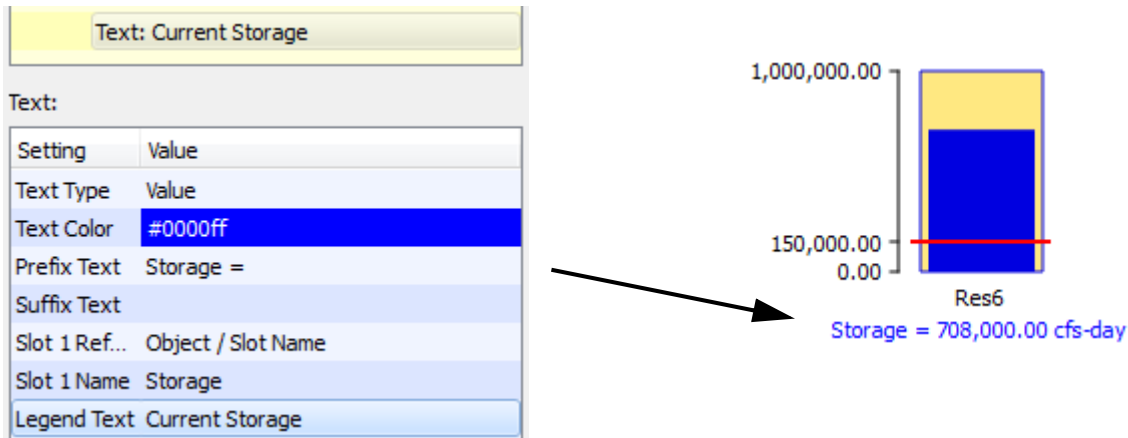 Text: Current Storage
Text:
Setting Value
Text Type Value
Text Color #0000ff
Prefix Text Storage =
Suffix Text
Slot 1 Ref... Object / Slot Name
Slot 1 Name Storage
Legend Text Current Storage
1,000,000.00
150,000.00
0.00
Res6
Storage = 708,000.00 cfs-day